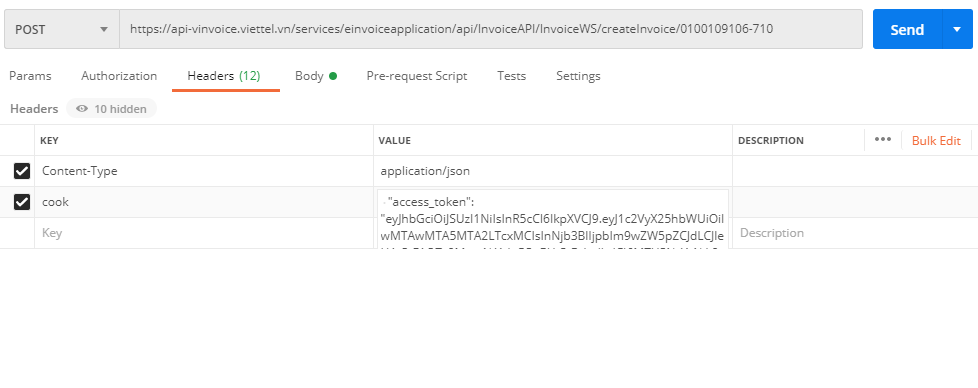 POST https://api-vinvoice.viettel.vn/services/einvoiceapplication/api/InvoiceAPI/InvoiceWS/createInvoice/0100109106-710 Send
Params Authorization Headers (12) Body Pre-request Script Tests Settings
Headers 10 hidden
KEY VALUE DESCRIPTION ••• Bulk Edit
Content-Type application/json
cook "access_token":
"eyJhbGciOiJSUzI1NiIsInR5cCI6IkpXVCJ9.eyJ1c2VyX25hbWUiOiI
wMTAwMTA5MTA2LTcxMCIsInNjb3BlIjpbIm9wZW5pZCJdLCJle
Key Description